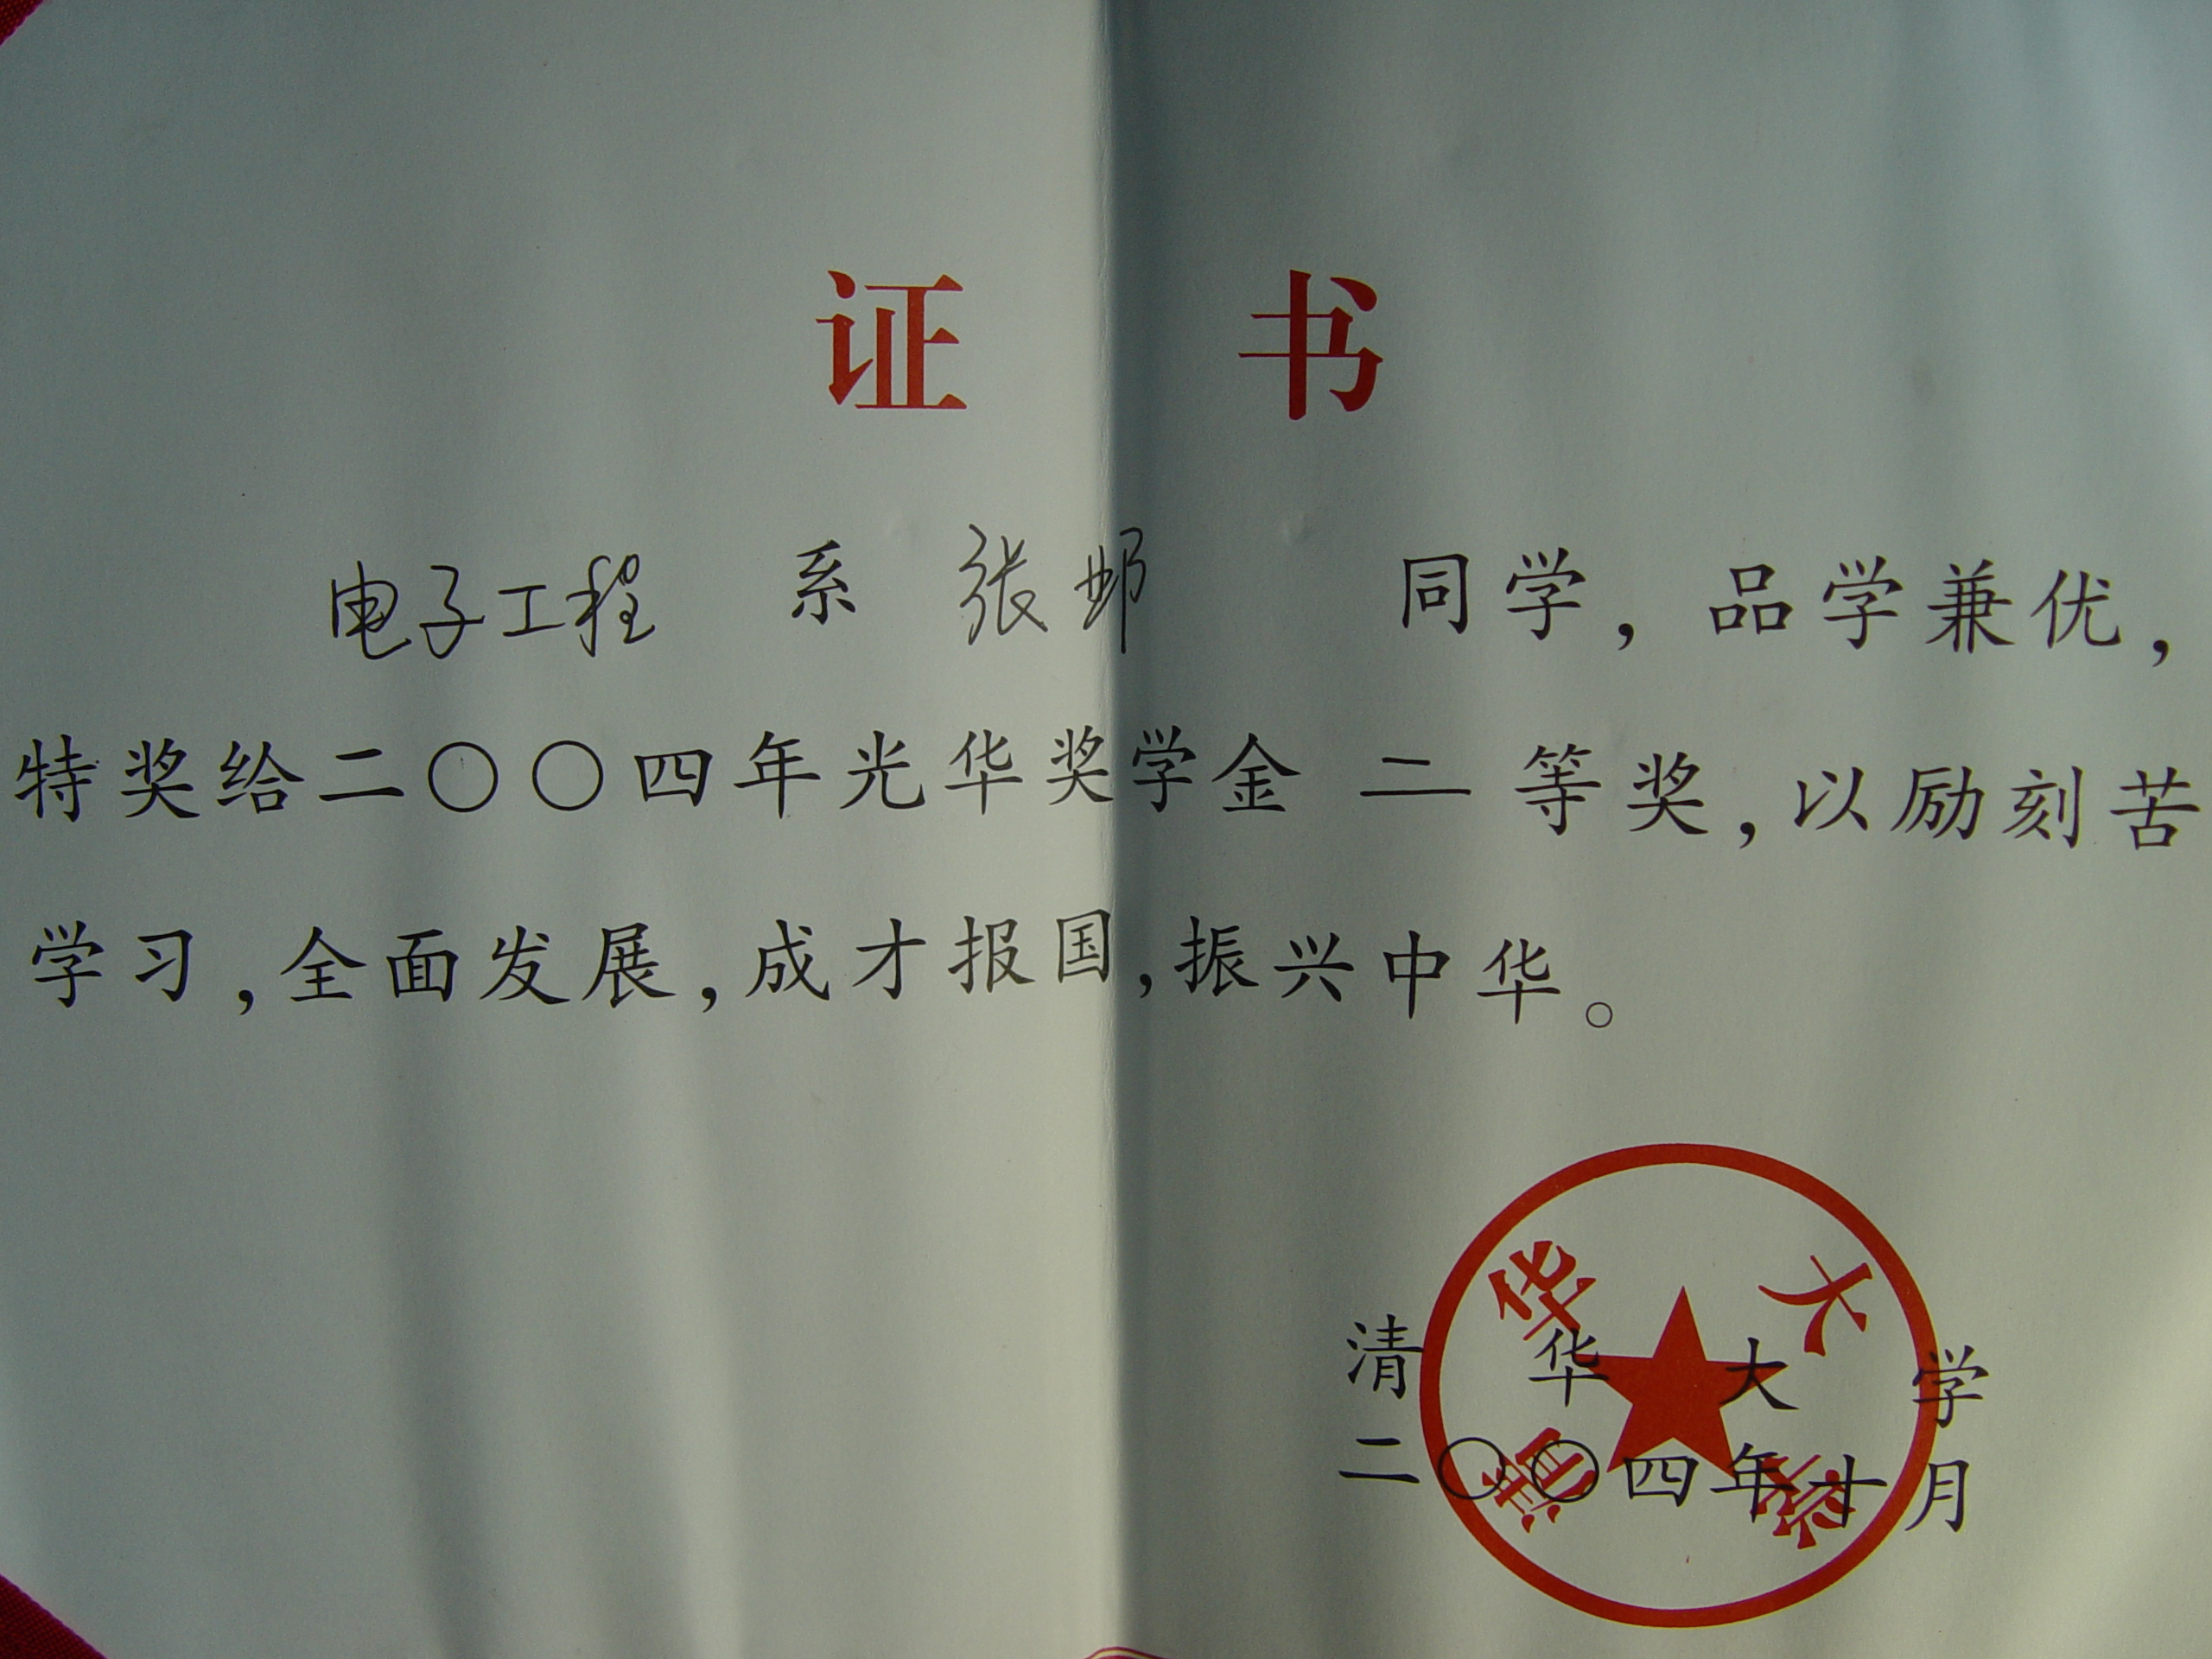 证书
电子工程 系 张邺 同学，品学兼优，
特奖给二〇〇四年光华奖学金 二 等奖，以励刻苦
学习，全面发展，成才报国，振兴中华。
清华大学
清华大学
二〇〇四年十月